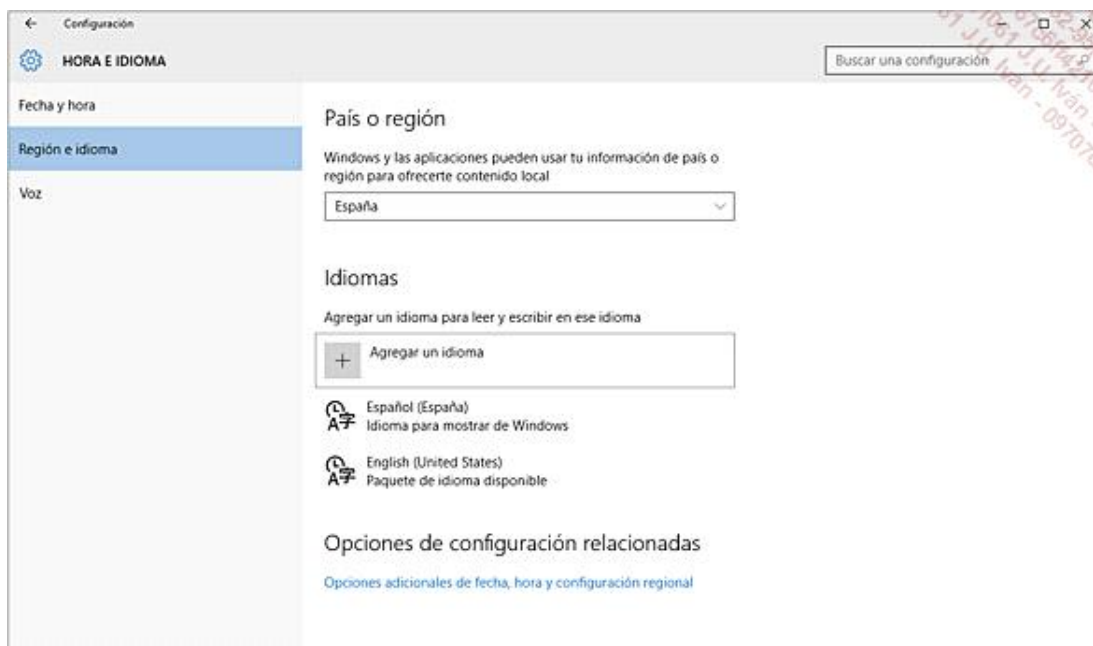 Configuración
HORA E IDIOMA
Buscar una configuración
Fecha y hora
Región e idioma
Voz
País o región
Windows y las aplicaciones pueden usar tu información de país o
región para ofrecerte contenido local
España
Idiomas
Agregar un idioma para leer y escribir en ese idioma
Agregar un idioma
Español (España)
Idioma para mostrar de Windows
English (United States)
Paquete de idioma disponible
Opciones de configuración relacionadas
Opciones adicionales de fecha, hora y configuración regional